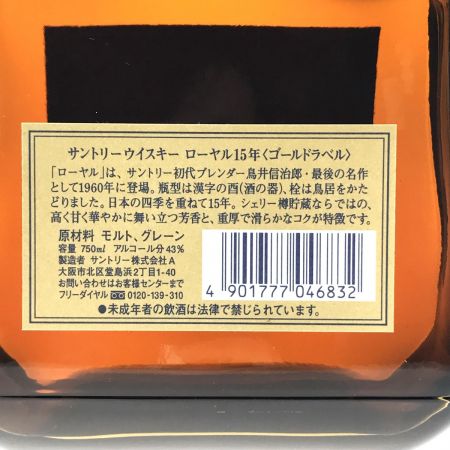 サントリーウイスキー ローヤル15年〈ゴールドラベル〉
「ローヤル」は、サントリー初代ブレンダー鳥井信治郎・最後の名作
として1960年に登場。瓶型は漢字の酉(酒の器)、栓は鳥居をかた
どりました。日本の四季を重ねて15年。シェリー樽貯蔵ならではの、
高く甘く華やかに舞い立つ芳香と、重厚で滑らかなコクが特徴です。
原材料 モルト、グレーン
容量 750ml アルコール分 43%
製造者 サントリー株式会社A
大阪市北区堂島浜2丁目1-40
お問い合わせはお客様センターまで
フリーダイヤル 0120-139-310
4 901777 046832
●未成年者の飲酒は法律で禁じられています。